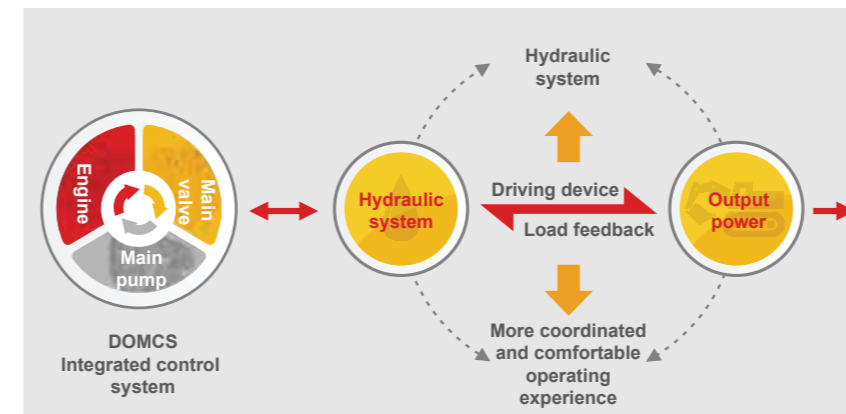 Hydraulic
system
Engine
Main
valve
Main
pump
Hydraulic
system
Driving device
Load feedback
Output
power
DOMCS
Integrated control
system
More coordinated
and comfortable
operating
experience